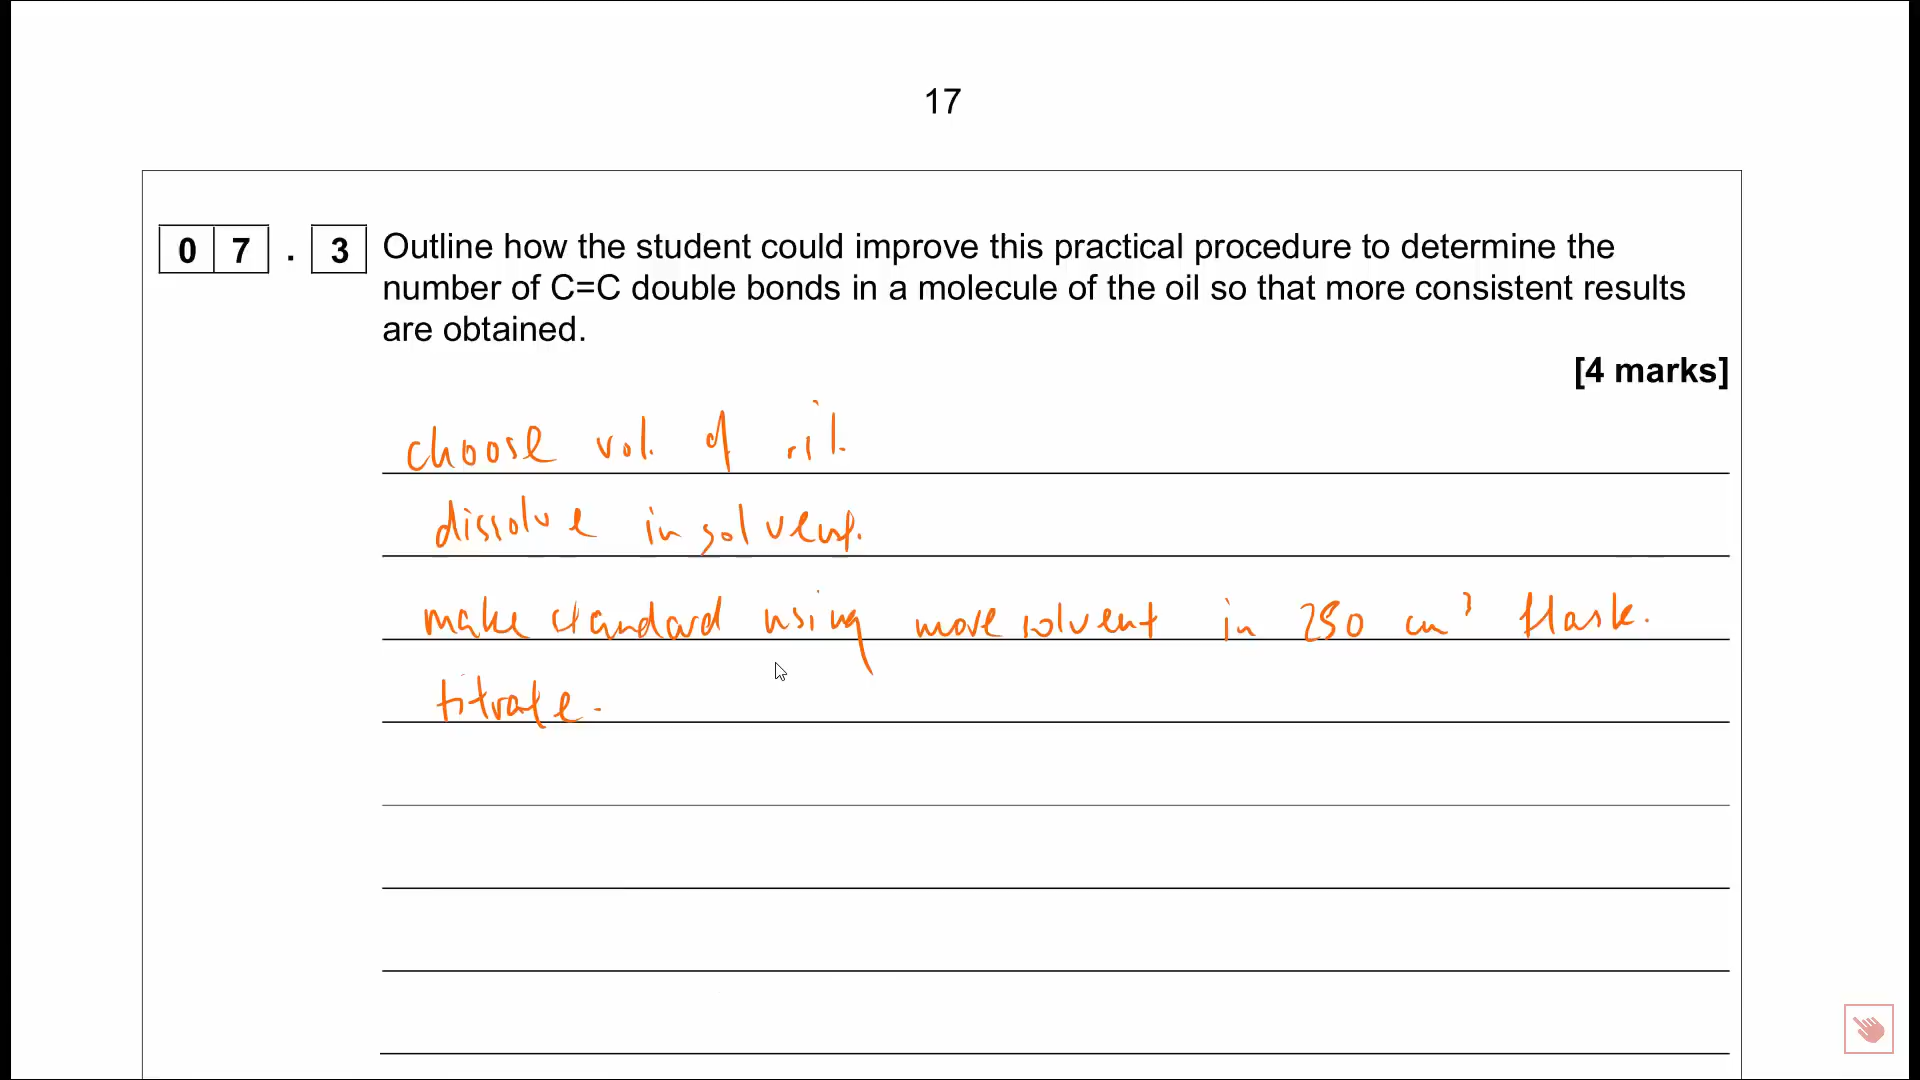 17
07.3 Outline how the student could improve this practical procedure to determine the
number of C=C double bonds in a molecule of the oil so that more consistent results
are obtained.
[4 marks]
choose vol. of oil.
dissolve in solvent.
make standard using more solvent in 250 cm³ flask.
titrate.